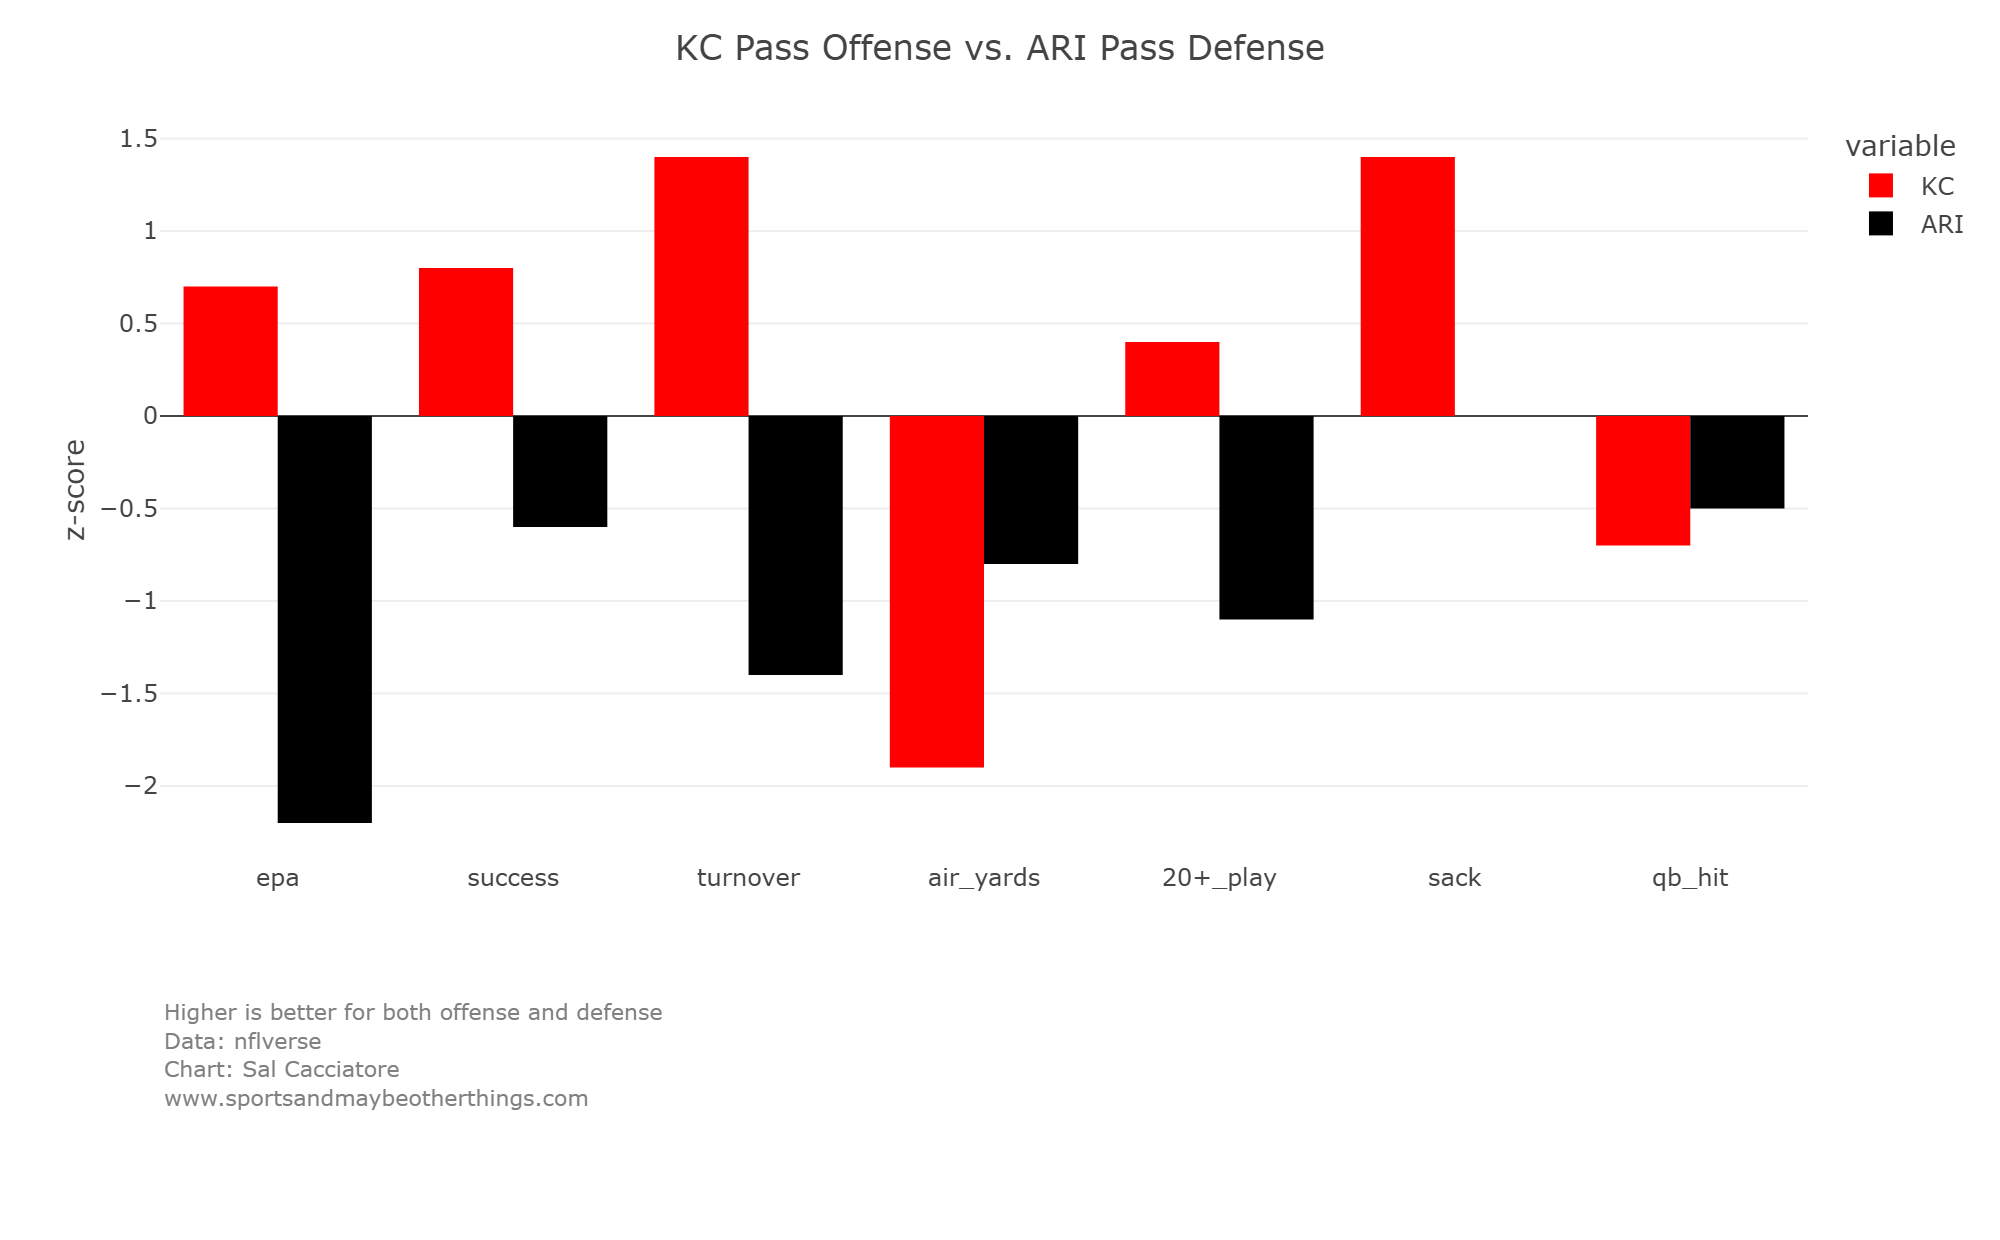 KC Pass Offense vs. ARI Pass Defense
variable
KC
ARI
1.5
1
0.5
0
−0.5
−1
−1.5
−2
z-score
epa
success
turnover
air_yards
20+_play
sack
qb_hit
Higher is better for both offense and defense
Data: nflverse
Chart: Sal Cacciatore
www.sportsandmaybeotherthings.com